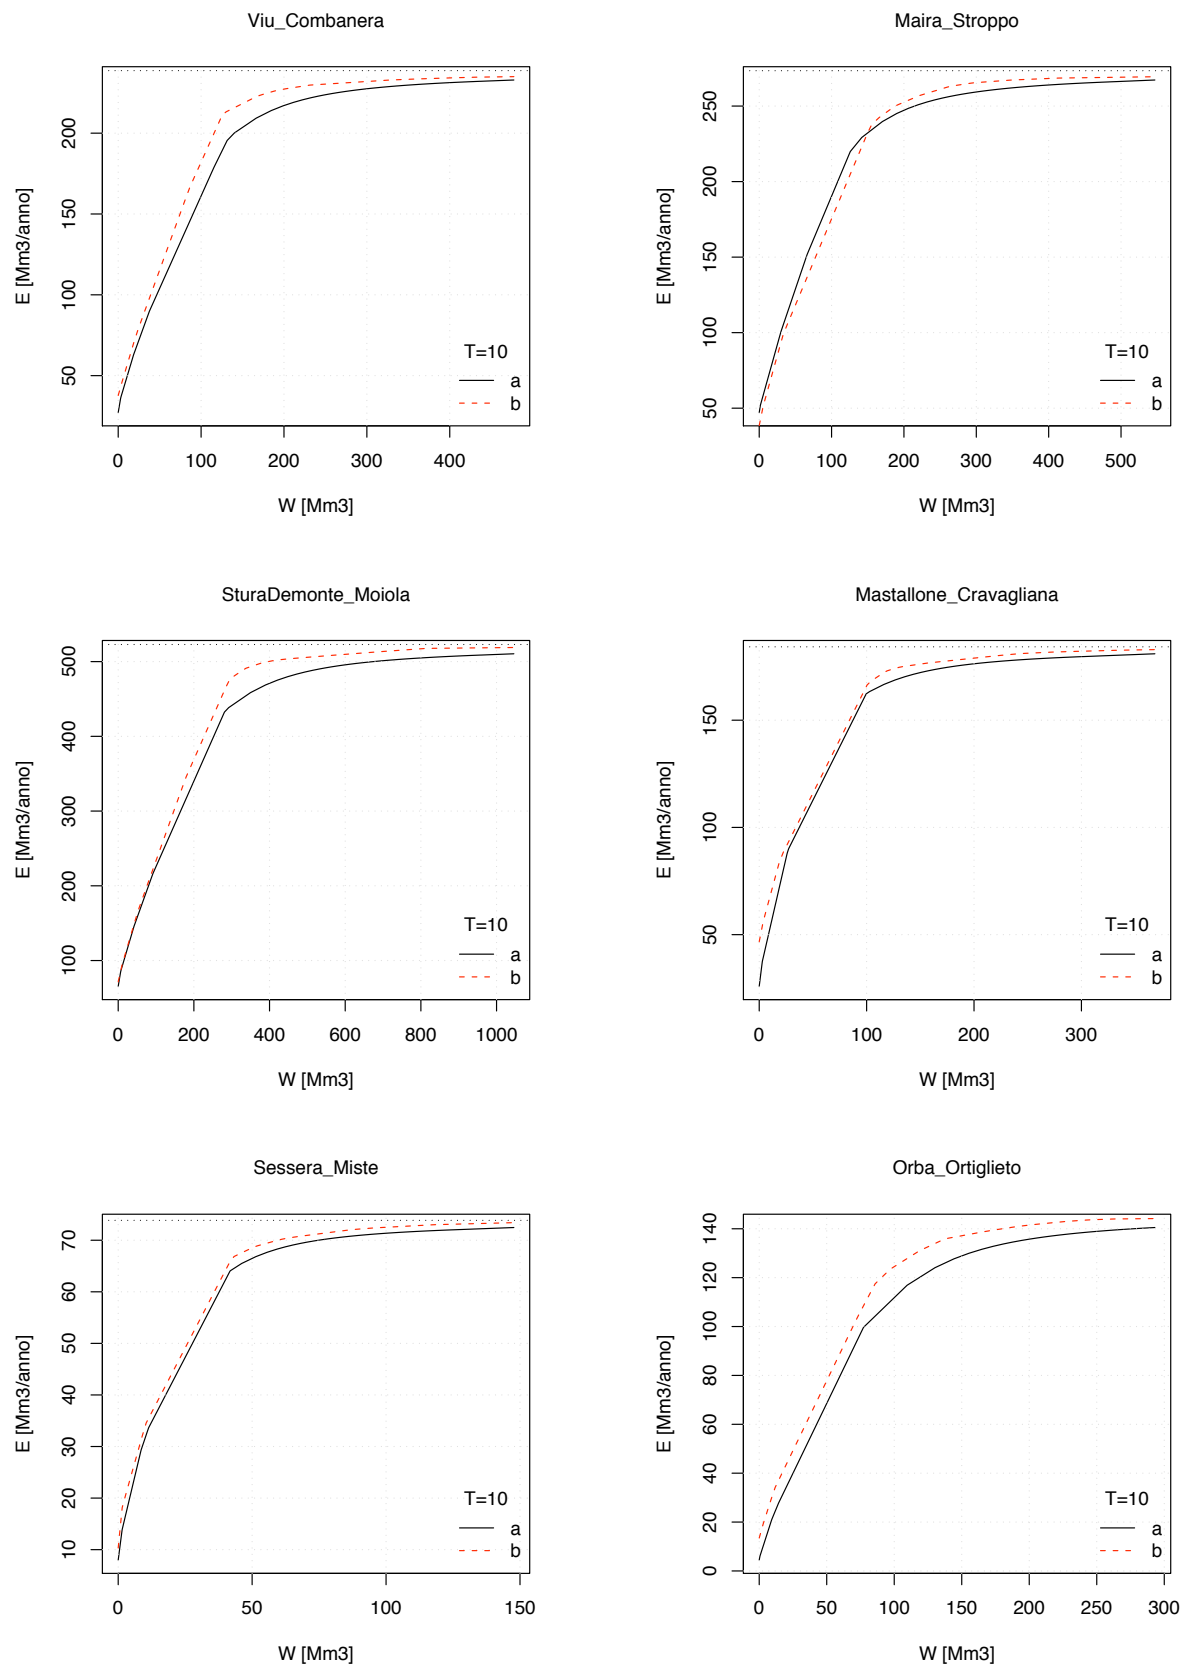 Viu_Combanera
E [Mm3/anno]
200
150
100
50
T=10
a
b
0 100 200 300 400
W [Mm3]
Maira_Stroppo
E [Mm3/anno]
250
200
150
100
50
T=10
a
b
0 100 200 300 400 500
W [Mm3]
SturaDemonte_Moiola
E [Mm3/anno]
500
400
300
200
100
T=10
a
b
0 200 400 600 800 1000
W [Mm3]
Mastallone_Cravagliana
E [Mm3/anno]
150
100
50
T=10
a
b
0 100 200 300
W [Mm3]
Sessera_Miste
E [Mm3/anno]
70
60
50
40
30
20
10
T=10
a
b
0 50 100 150
W [Mm3]
Orba_Ortiglieto
E [Mm3/anno]
140
120
100
80
60
40
20
0
T=10
a
b
0 50 100 150 200 250 300
W [Mm3]